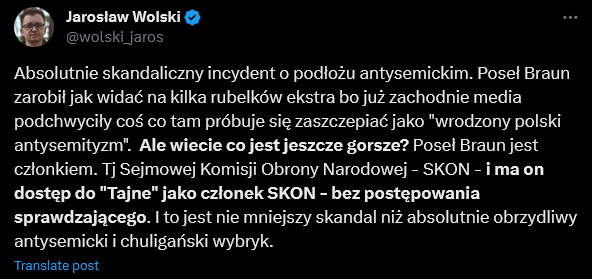 Jarosław Wolski
@wolski_jaros
Absolutnie skandaliczny incydent o podłożu antysemickim. Poseł Braun
zarobił jak widać na kilka rubelków ekstra bo już zachodnie media
podchwyciły coś co tam próbuje się zaszczepiać jako "wrodzony polski
antysemityzm". Ale wiecie co jest jeszcze gorsze? Poseł Braun jest
członkiem. Tj Sejmowej Komisji Obrony Narodowej - SKON - i ma on
dostęp do "Tajne" jako członek SKON - bez postępowania
sprawdzającego. I to jest nie mniejszy skandal niż absolutnie obrzydliwy
antysemicki i chuligański wybryk.
Translate post